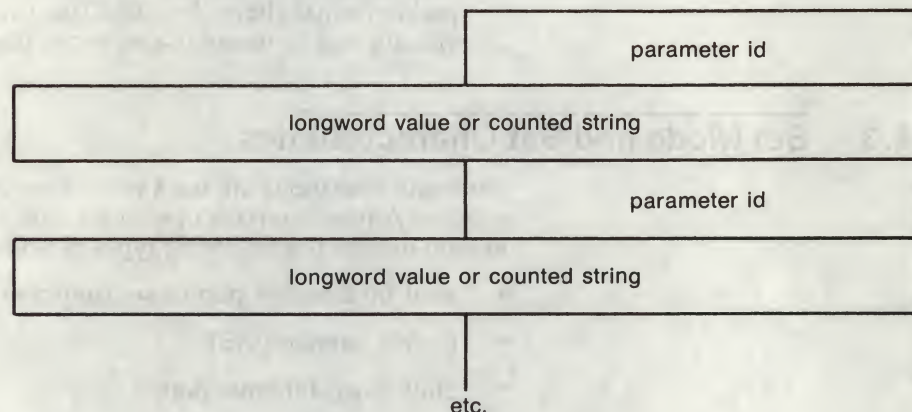 parameter id
longword value or counted string
parameter id
longword value or counted string
etc.